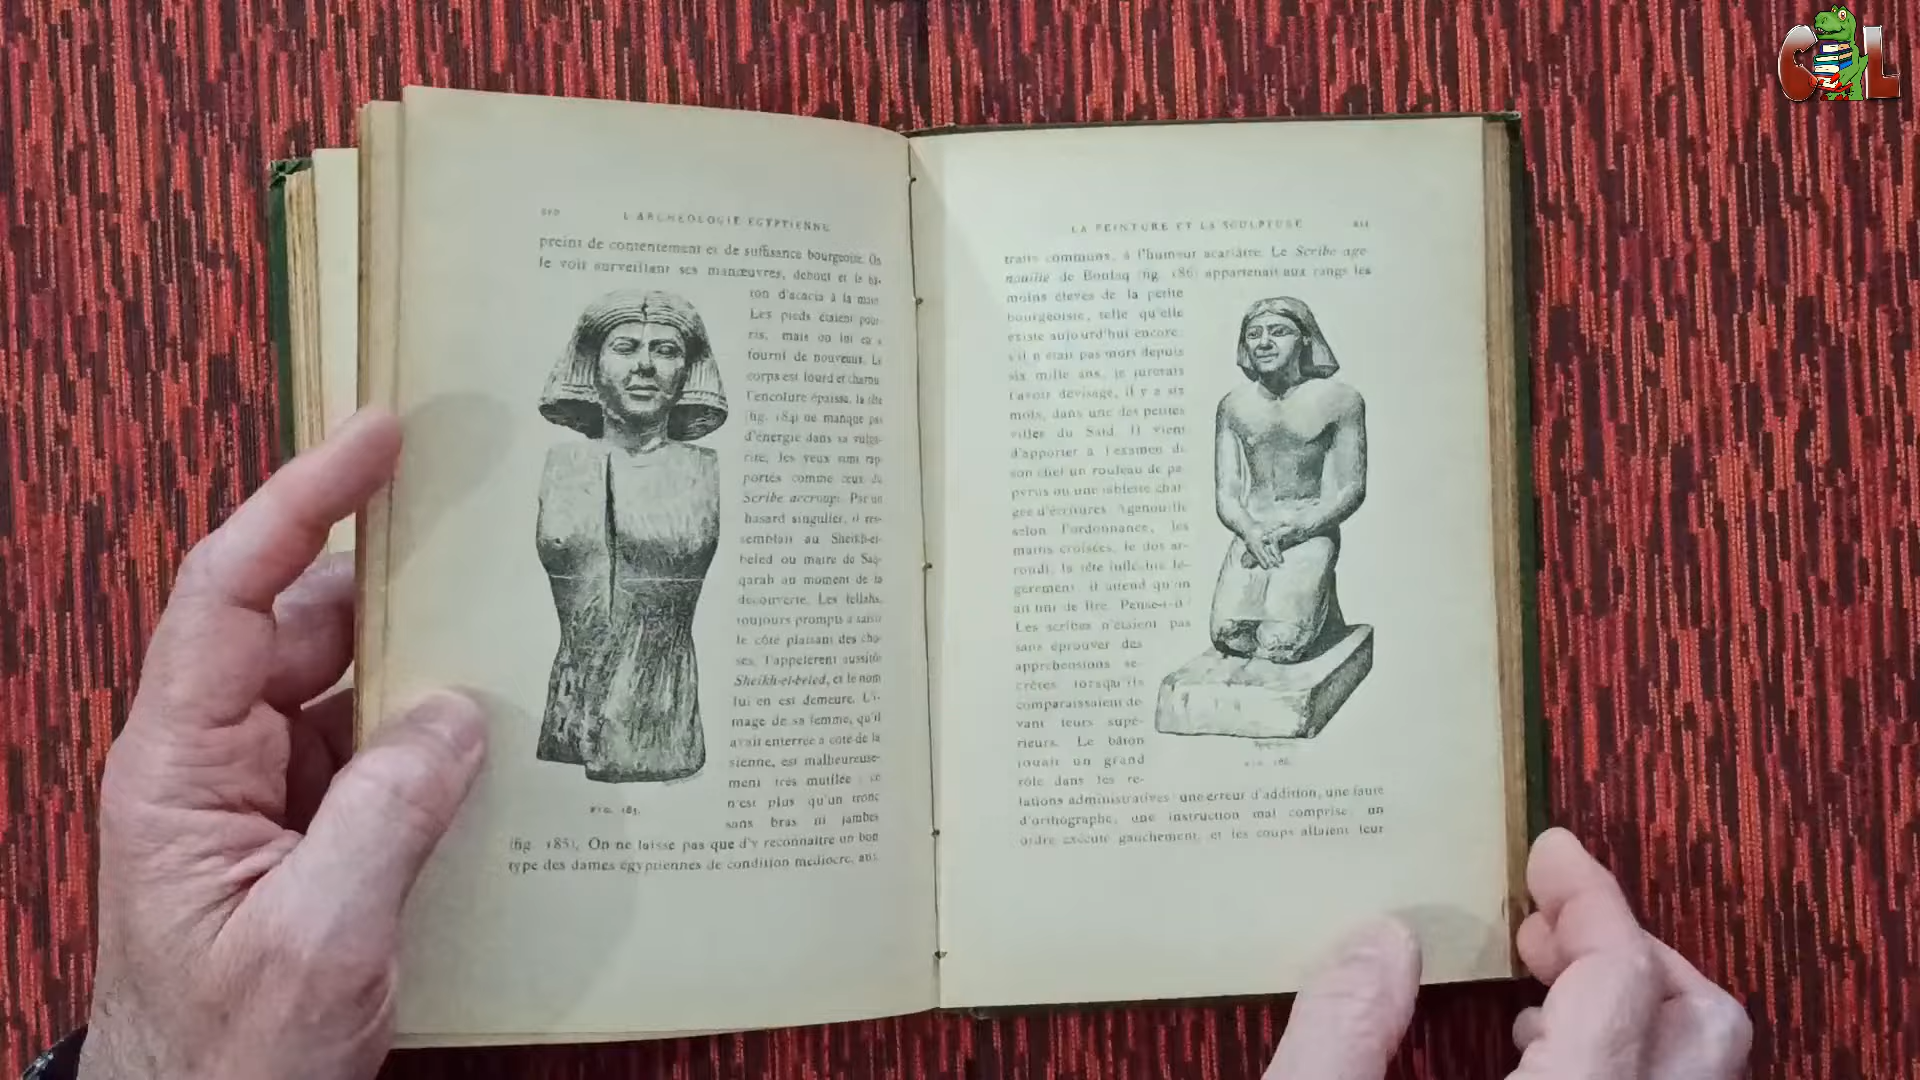 210
L'ARCHÉOLOGIE ÉGYPTIENNE
preint de contentement et de suffisance bourgeoise. On
le voit surveillant ses manœuvres, debout et le bâ-
ton d'acacia à la main.
Les pieds étaient pour-
ris, mais on lui en a
fourni de nouveaux. Le
corps est lourd et charnu,
l'encolure épaisse, la tête
(fig. 184) ne manque pas
d'énergie dans sa vulga-
rité, les yeux sont rap-
portés comme ceux du
Scribe accroupi. Par un
hasard singulier, il res-
semblait au Sheikh-el-
beled ou maire de Saq-
qarah au moment de la
découverte. Les fellahs,
toujours prompts à saisir
le côté plaisant des cho-
ses, l'appelèrent aussitôt
Sheikh-el-beled, et le nom
lui en est demeuré. L'i-
mage de sa femme, qu'il
avait enterrée à côté de la
sienne, est malheureuse-
ment très mutilée : ce
n'est plus qu'un tronc
sans bras ni jambes
FIG. 185.
(fig. 185). On ne laisse pas que d'y reconnaître un bon
type des dames égyptiennes de condition médiocre, aux
LA PEINTURE ET LA SCULPTURE
211
traits communs, à l'humeur acariâtre. Le Scribe age-
nouillé de Boulaq (fig. 186) appartenait aux rangs les
moins élevés de la petite
bourgeoisie, telle qu'elle
existe aujourd'hui encore;
s'il n'était pas mort depuis
six mille ans, je jurerais
l'avoir dévisagé, il y a six
mois, dans une des petites
villes du Saïd. Il vient
d'apporter à l'examen de
son chef un rouleau de pa-
pyrus ou une tablette char-
gée d'écritures. Agenouillé
selon l'ordonnance, les
mains croisées, le dos ar-
rondi, la tête infléchie lé-
gèrement, il attend qu'on
ait fini de lire. Pense-t-il?
Les scribes n'étaient pas
sans éprouver des
appréhensions se-
crètes lorsqu'ils
comparaissaient de-
vant leurs supé-
rieurs. Le bâton
jouait un grand
rôle dans les re-
FIG. 186.
lations administratives: une erreur d'addition, une faute
d'orthographe, une instruction mal comprise, un
ordre exécuté gauchement, et les coups allaient leur